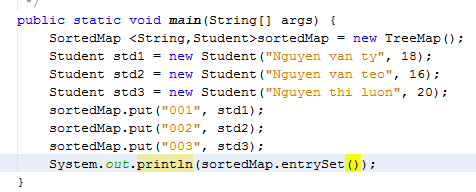 */
public static void main(String[] args) {
SortedMap <String,Student>sortedMap = new TreeMap();
Student std1 = new Student("Nguyen van ty", 18);
Student std2 = new Student("Nguyen van teo", 16);
Student std3 = new Student("Nguyen thi luon", 20);
sortedMap.put("001", std1);
sortedMap.put("002", std2);
sortedMap.put("003", std3);
System.out.println(sortedMap.entrySet());
}